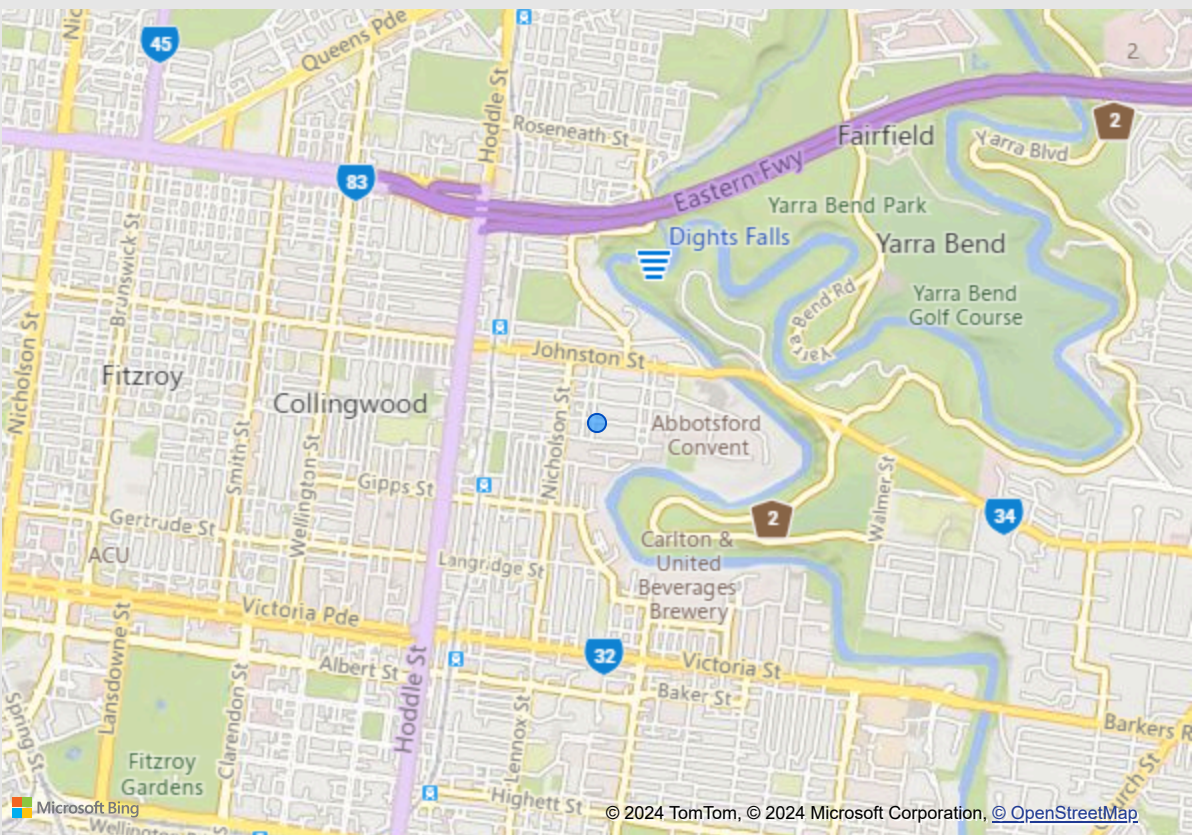 Nic
45
Queens Pde
Hoddle St
2
2
Roseneath St
Fairfield
Yarra Blvd
83
Eastern Fwy
Yarra Bend Park
Dights Falls
Yarra Bend
Brunswick St
Yarra Bend Rd
Yarra Bend
Golf Course
Nicholson St
Johnston St
Fitzroy
Collingwood
Nicholson St
Abbotsford
Convent
Smith St
Wellington St
Gipps St
Walmer St
2
34
Gertrude St
Carlton &
United
Beverages
Brewery
ACU
Langridge St
Victoria Pde
32
Lansdowne St
Albert St
Victoria St
Hoddle St
Clarendon St
Baker St
Lennox St
Barkers R
Spring St
Fitzroy
Gardens
urch St
Highett St
Microsoft Bing
© 2024 TomTom, © 2024 Microsoft Corporation, © OpenStreetMap
Wellington